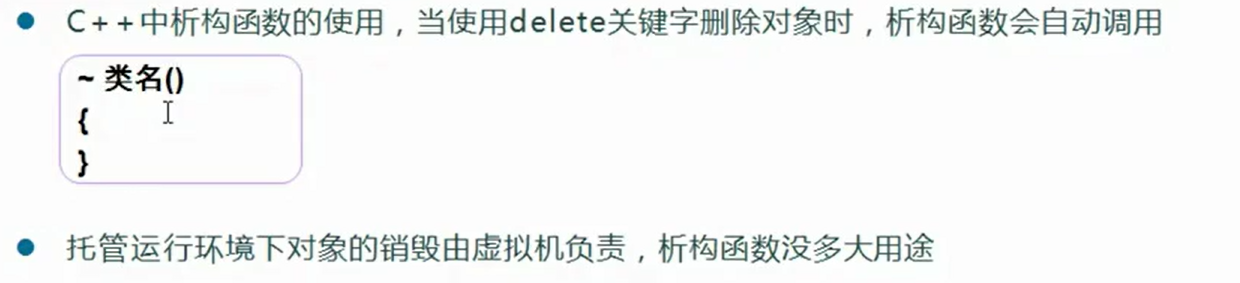 C++中析构函数的使用，当使用delete关键字删除对象时，析构函数会自动调用
~ 类名()
{
}
托管运行环境下对象的销毁由虚拟机负责，析构函数没多大用途